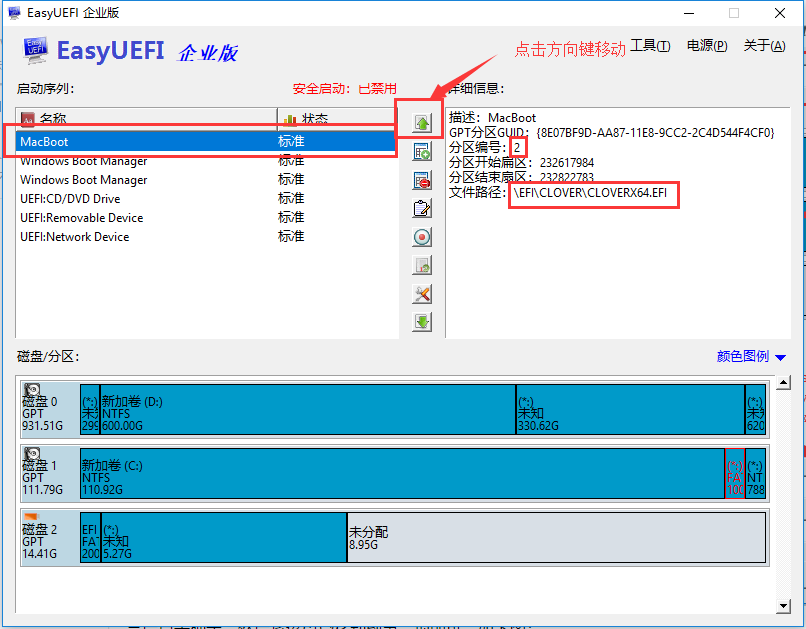 EasyUEFI 企业版
EasyUEFI 企业版
点击方向键移动
工具(T) 电源(P) 关于(A)
启动序列:
安全启动: 已禁用
详细信息:
名称 状态
MacBoot 标准
Windows Boot Manager 标准
Windows Boot Manager 标准
UEFI:CD/DVD Drive 标准
UEFI:Removable Device 标准
UEFI:Network Device 标准
描述: MacBoot
GPT分区GUID: {8E07BF9D-AA87-11E8-9CC2-2C4D544F4CF0}
分区编号: 2
分区开始扇区: 232617984
分区结束扇区: 232822783
文件路径: \EFI\CLOVER\CLOVERX64.EFI
磁盘/分区:
颜色图例
磁盘 0
GPT
931.51G
(*:)
未知
299
新加卷 (D:)
NTFS
600.00G
(*:)
未知
330.62G
(*:)
未知
620
磁盘 1
GPT
111.79G
新加卷 (C:)
NTFS
110.92G
(*:)
FA
100
(*:)
NT
788
磁盘 2
GPT
14.41G
EFI
FA
200
(*:)
未知
5.27G
未分配
8.95G